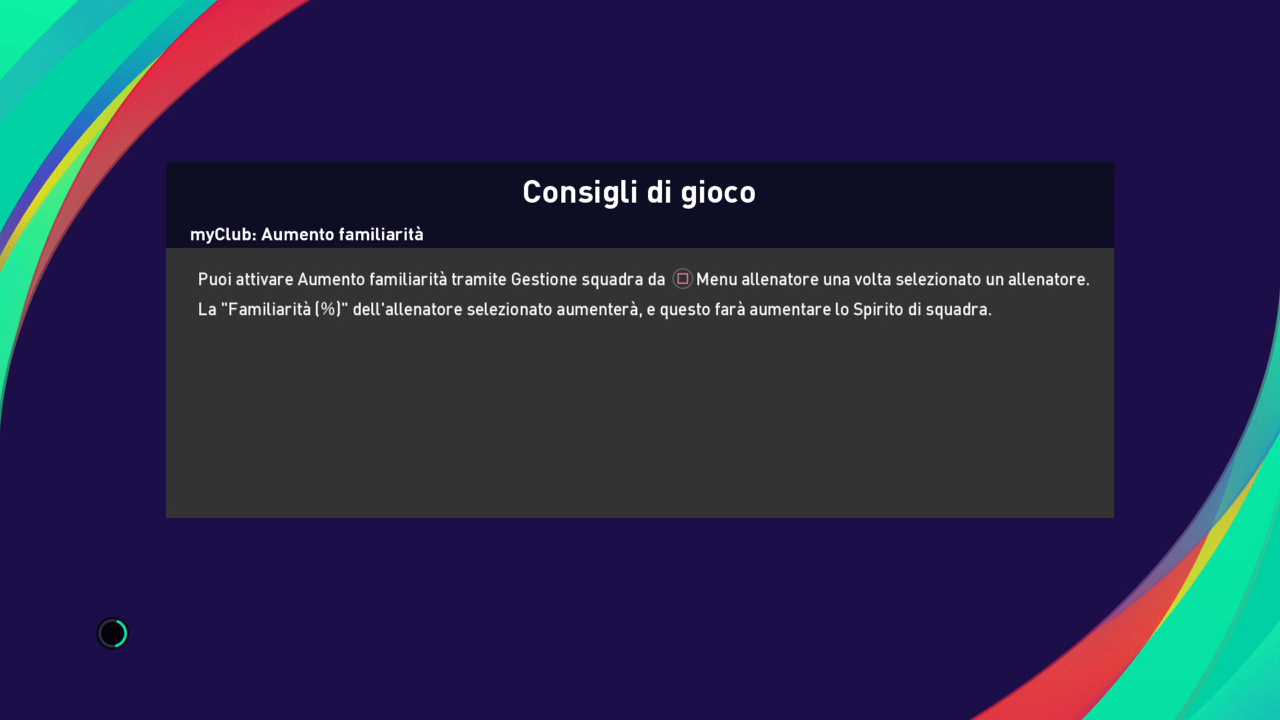 Consigli di gioco
myClub: Aumento familiarità
Puoi attivare Aumento familiarità tramite Gestione squadra da Menu allenatore una volta selezionato un allenatore.
La "Familiarità (%)" dell'allenatore selezionato aumenterà, e questo farà aumentare lo Spirito di squadra.